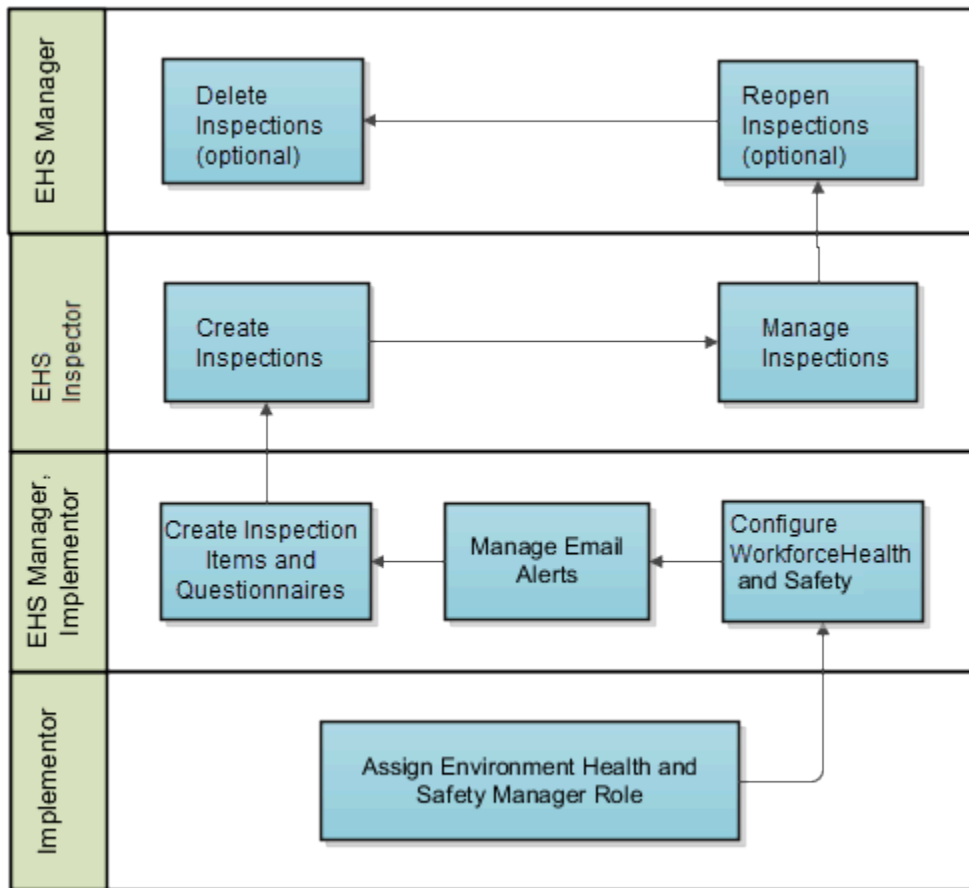 EHS Manager
Delete
Inspections
(optional)
Reopen
Inspections
(optional)
EHS
Inspector
Create
Inspections
Manage
Inspections
EHS Manager,
Implementor
Create Inspection
Items and
Questionnaires
Manage Email
Alerts
Configure
WorkforceHealth
and Safety
Implementor
Assign Environment Health and
Safety Manager Role